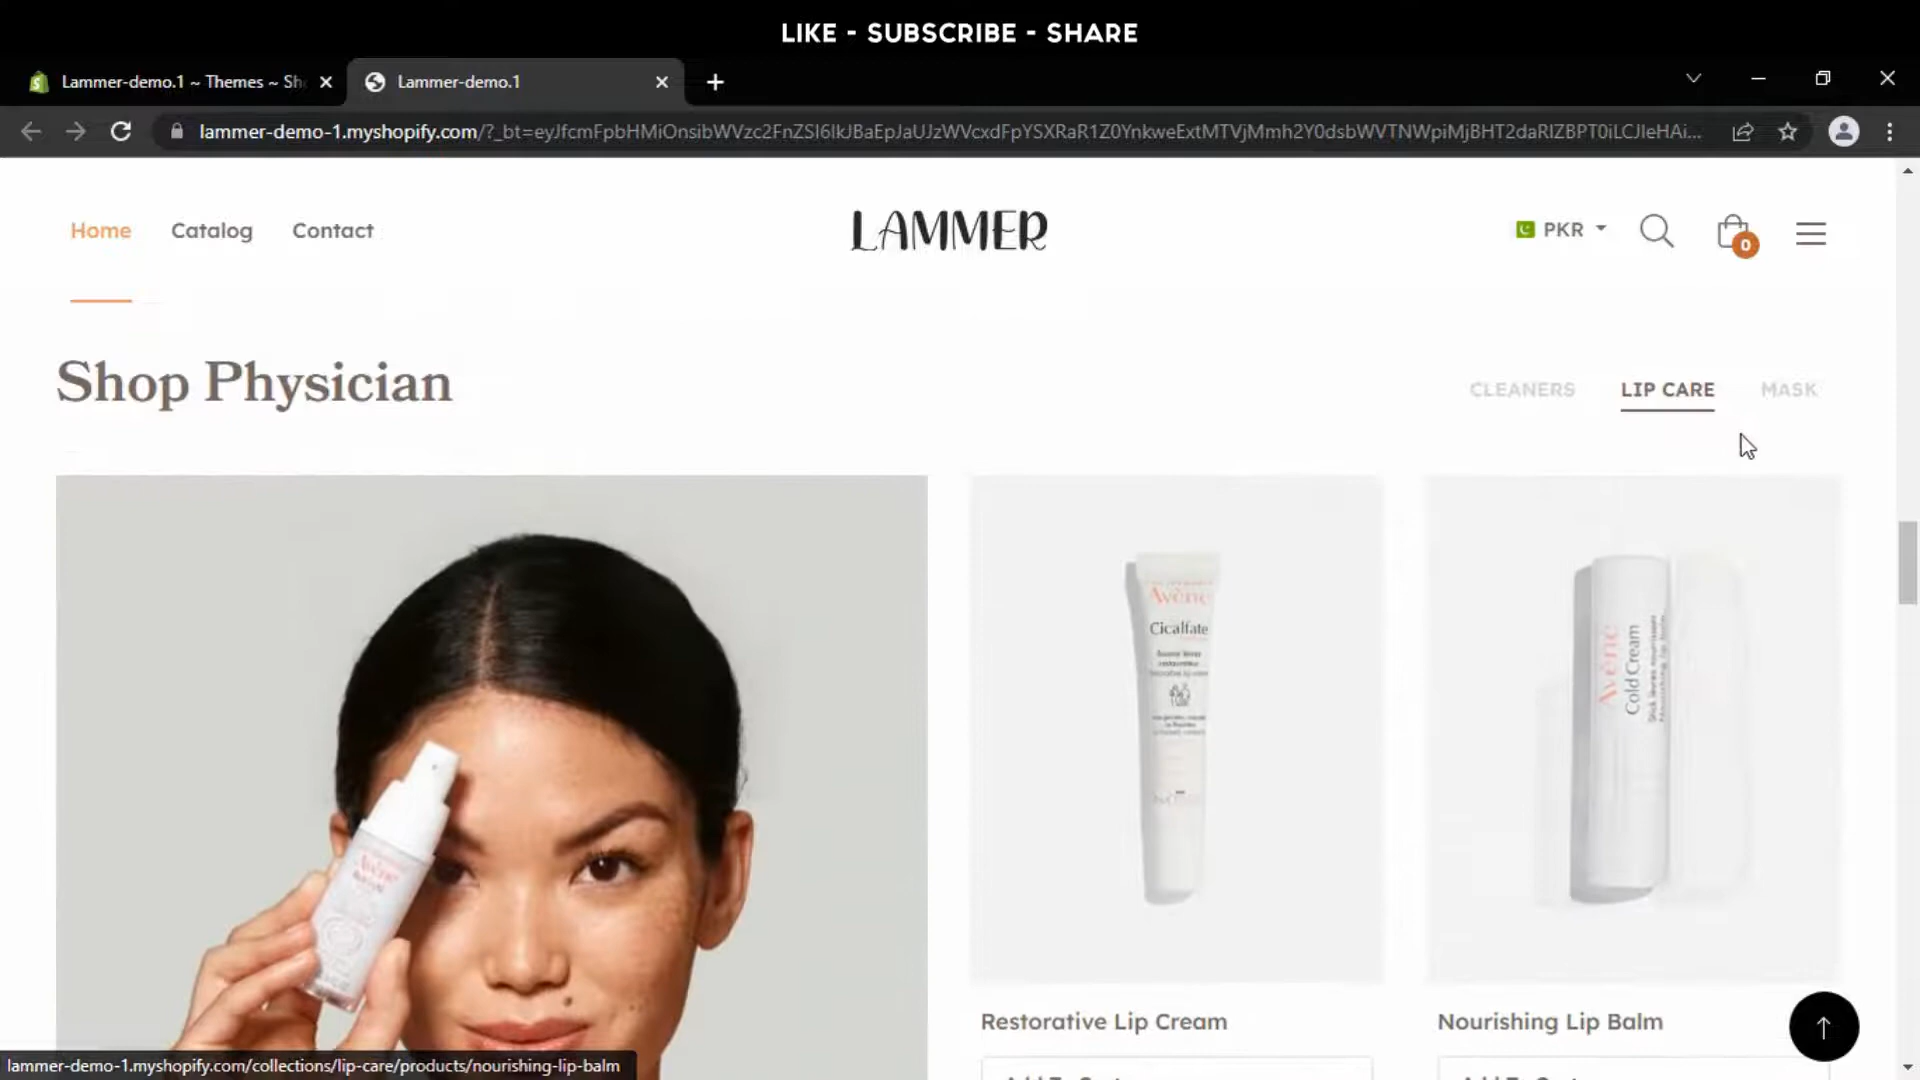 LIKE - SUBSCRIBE - SHARE
Lammer-demo.1 ~ Themes ~ Sh
Lammer-demo.1
lammer-demo-1.myshopify.com/?_bt=eyJfcmFpbHMiOnsibWVzc2FnZSI6IkJBaEpJaUJzWVcxdFpYSXRaR1Z0YnkweExtMTVjMmh2Y0dsbWVTNWpiMjBHT2daRlZBPT0iLCJleHAi...
Home Catalog Contact
LAMMER
PKR
0
Shop Physician
CLEANERS LIP CARE MASK
Avène
Cicalfate
Avène
Cold Cream
Avène
Restorative Lip Cream
Nourishing Lip Balm
lammer-demo-1.myshopify.com/collections/lip-care/products/nourishing-lip-balm